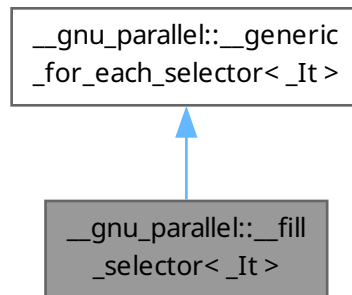 __gnu_parallel::__generic
_for_each_selector< _It >
__gnu_parallel::__fill
_selector< _It >